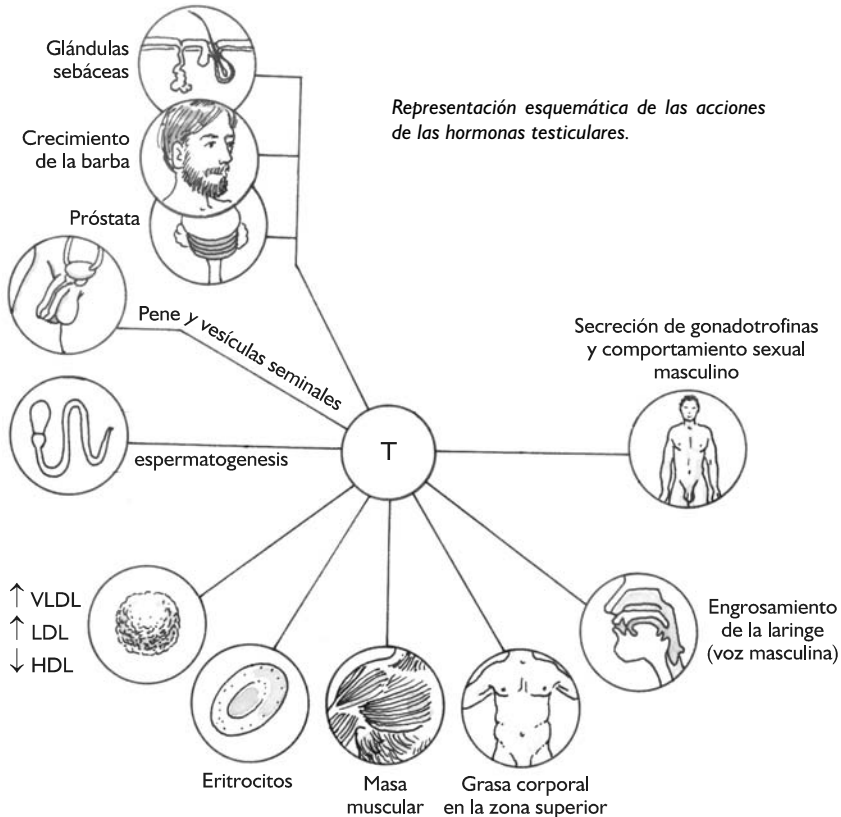 Glándulas
sebáceas
Representación esquemática de las acciones
de las hormonas testiculares.
Crecimiento
de la barba
Próstata
Pene y vesículas seminales
Secreción de gonadotrofinas
y comportamiento sexual
masculino
T
espermatogenesis
↑ VLDL
↑ LDL
↓ HDL
Engrosamiento
de la laringe
(voz masculina)
Eritrocitos
Masa
muscular
Grasa corporal
en la zona superior